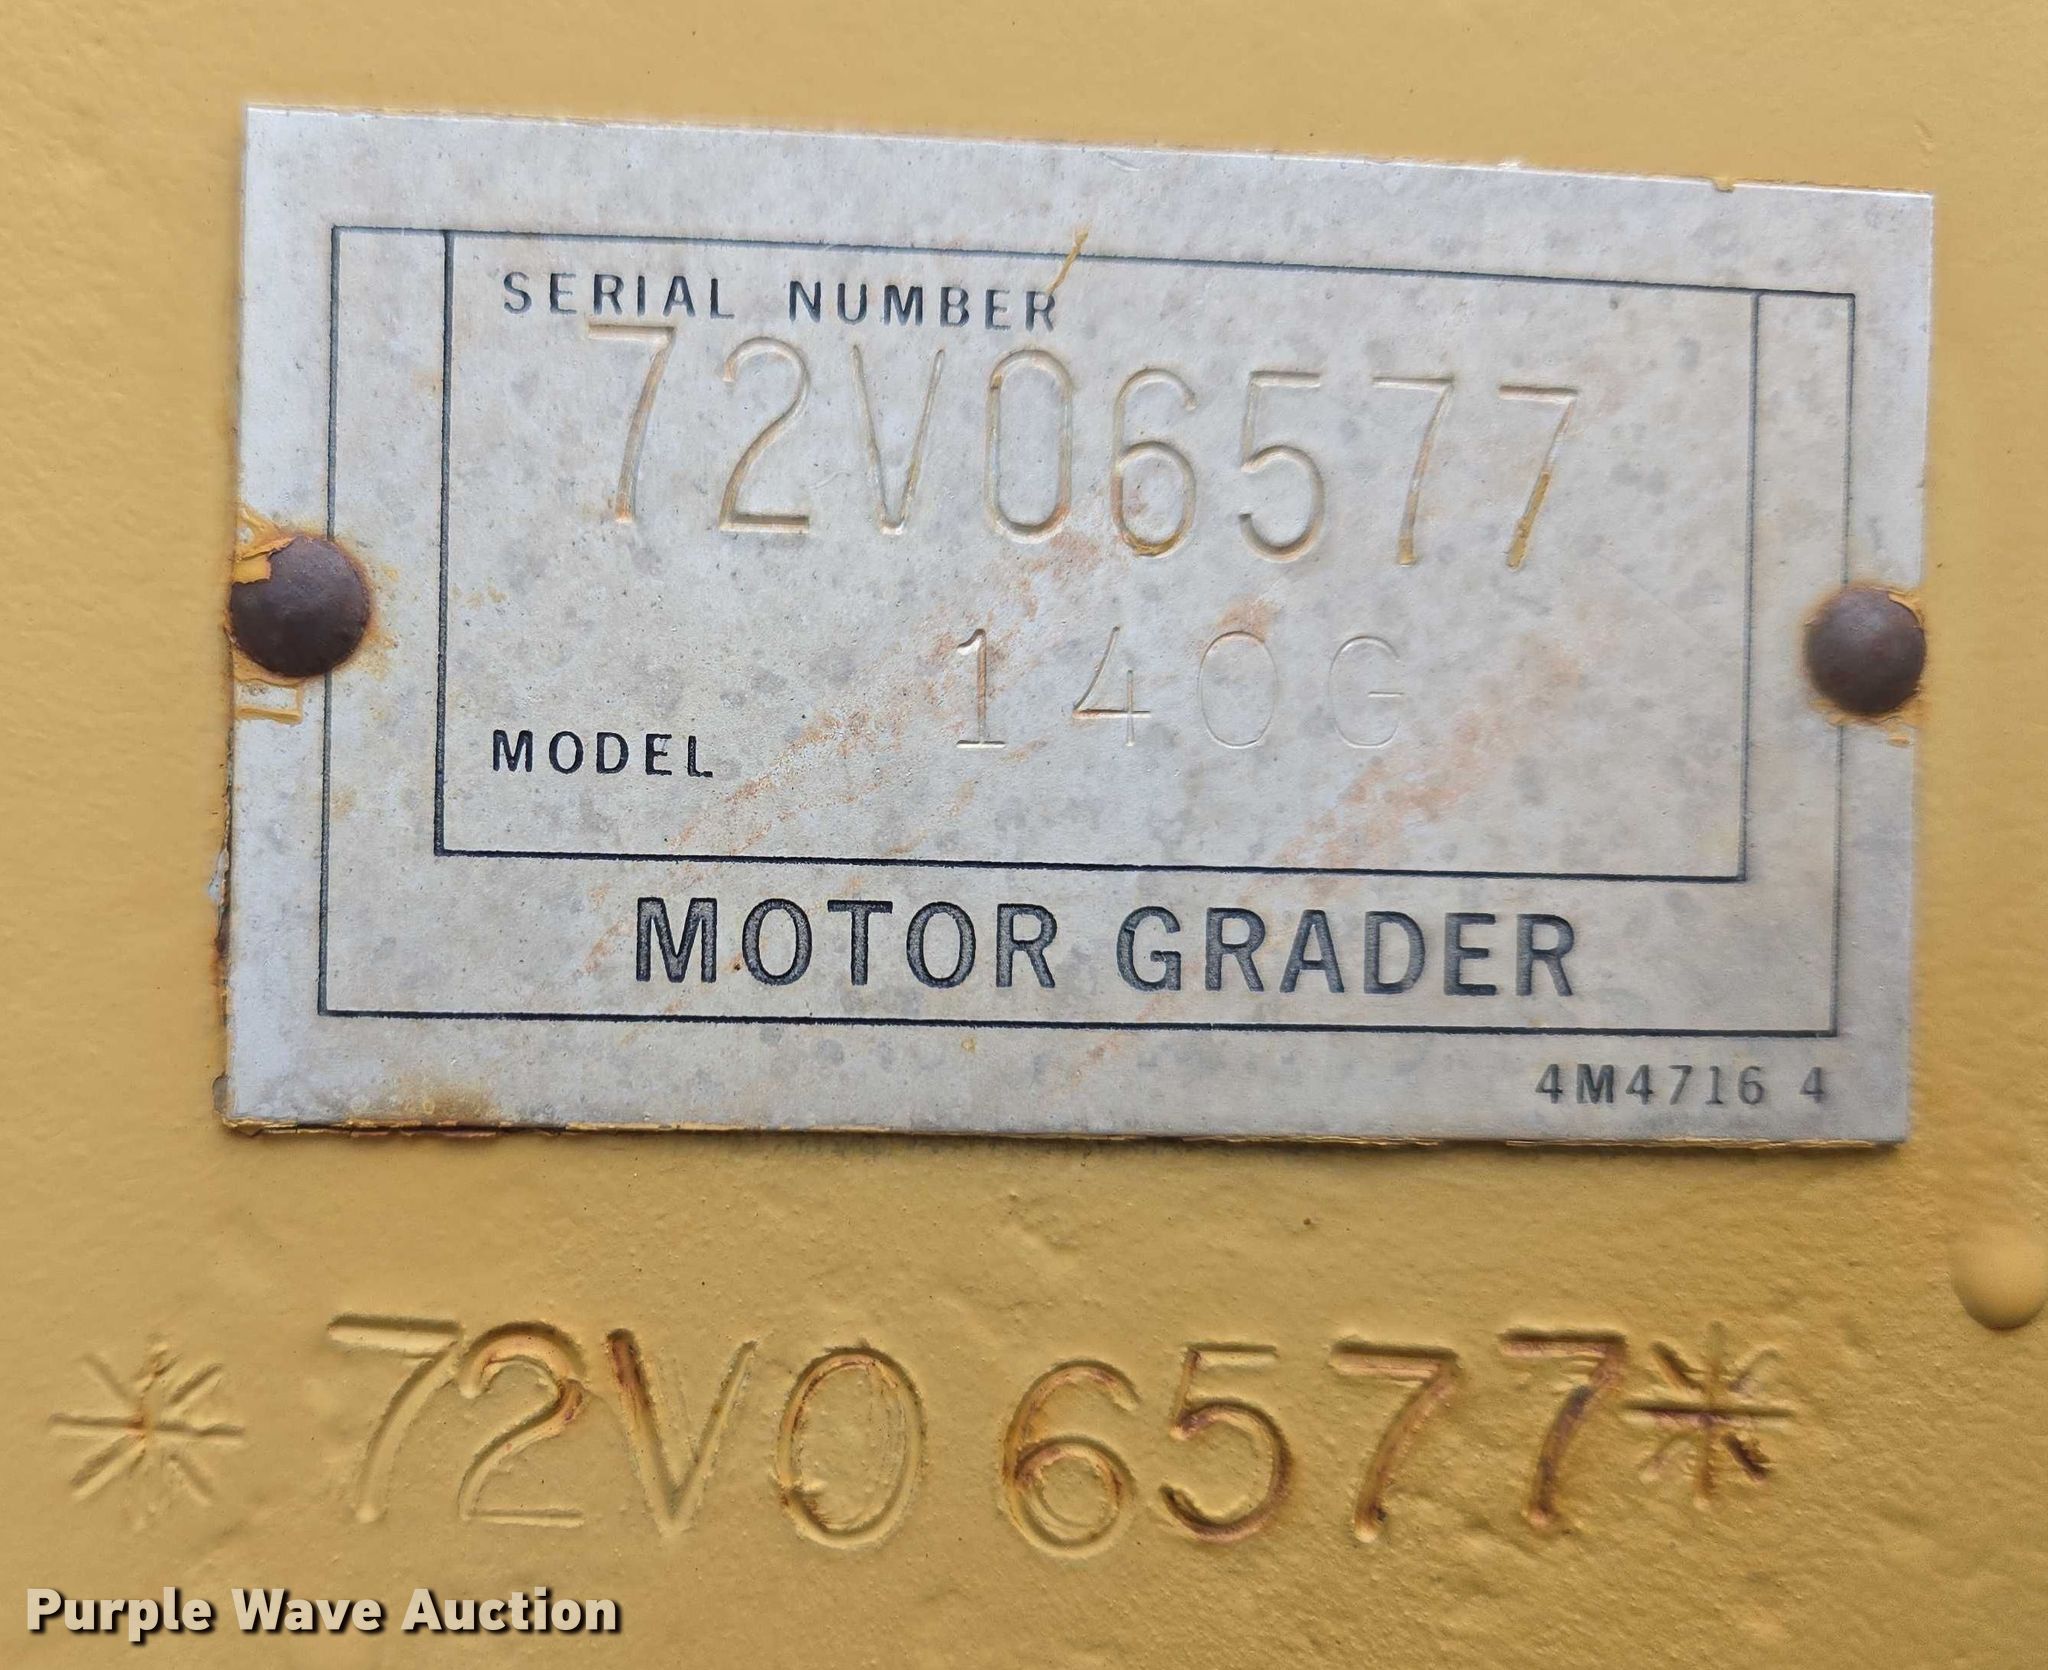 SERIAL NUMBER
72V06577
140G
MODEL
MOTOR GRADER
4M4716 4
*72V06577*
Purple Wave Auction